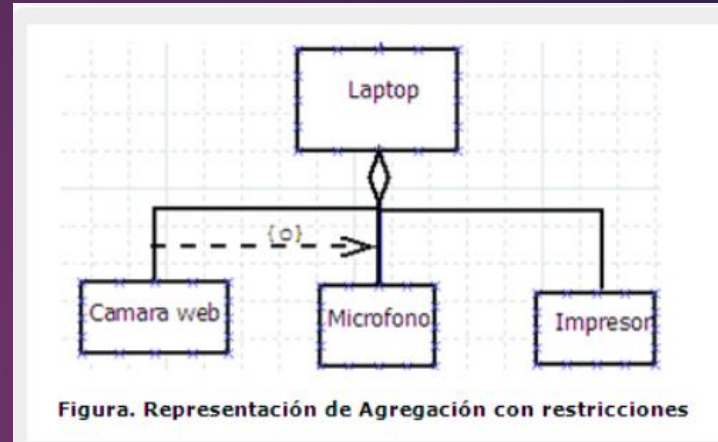 Laptop
{o}
Camara web
Microfono
Impresor
Figura. Representación de Agregación con restricciones